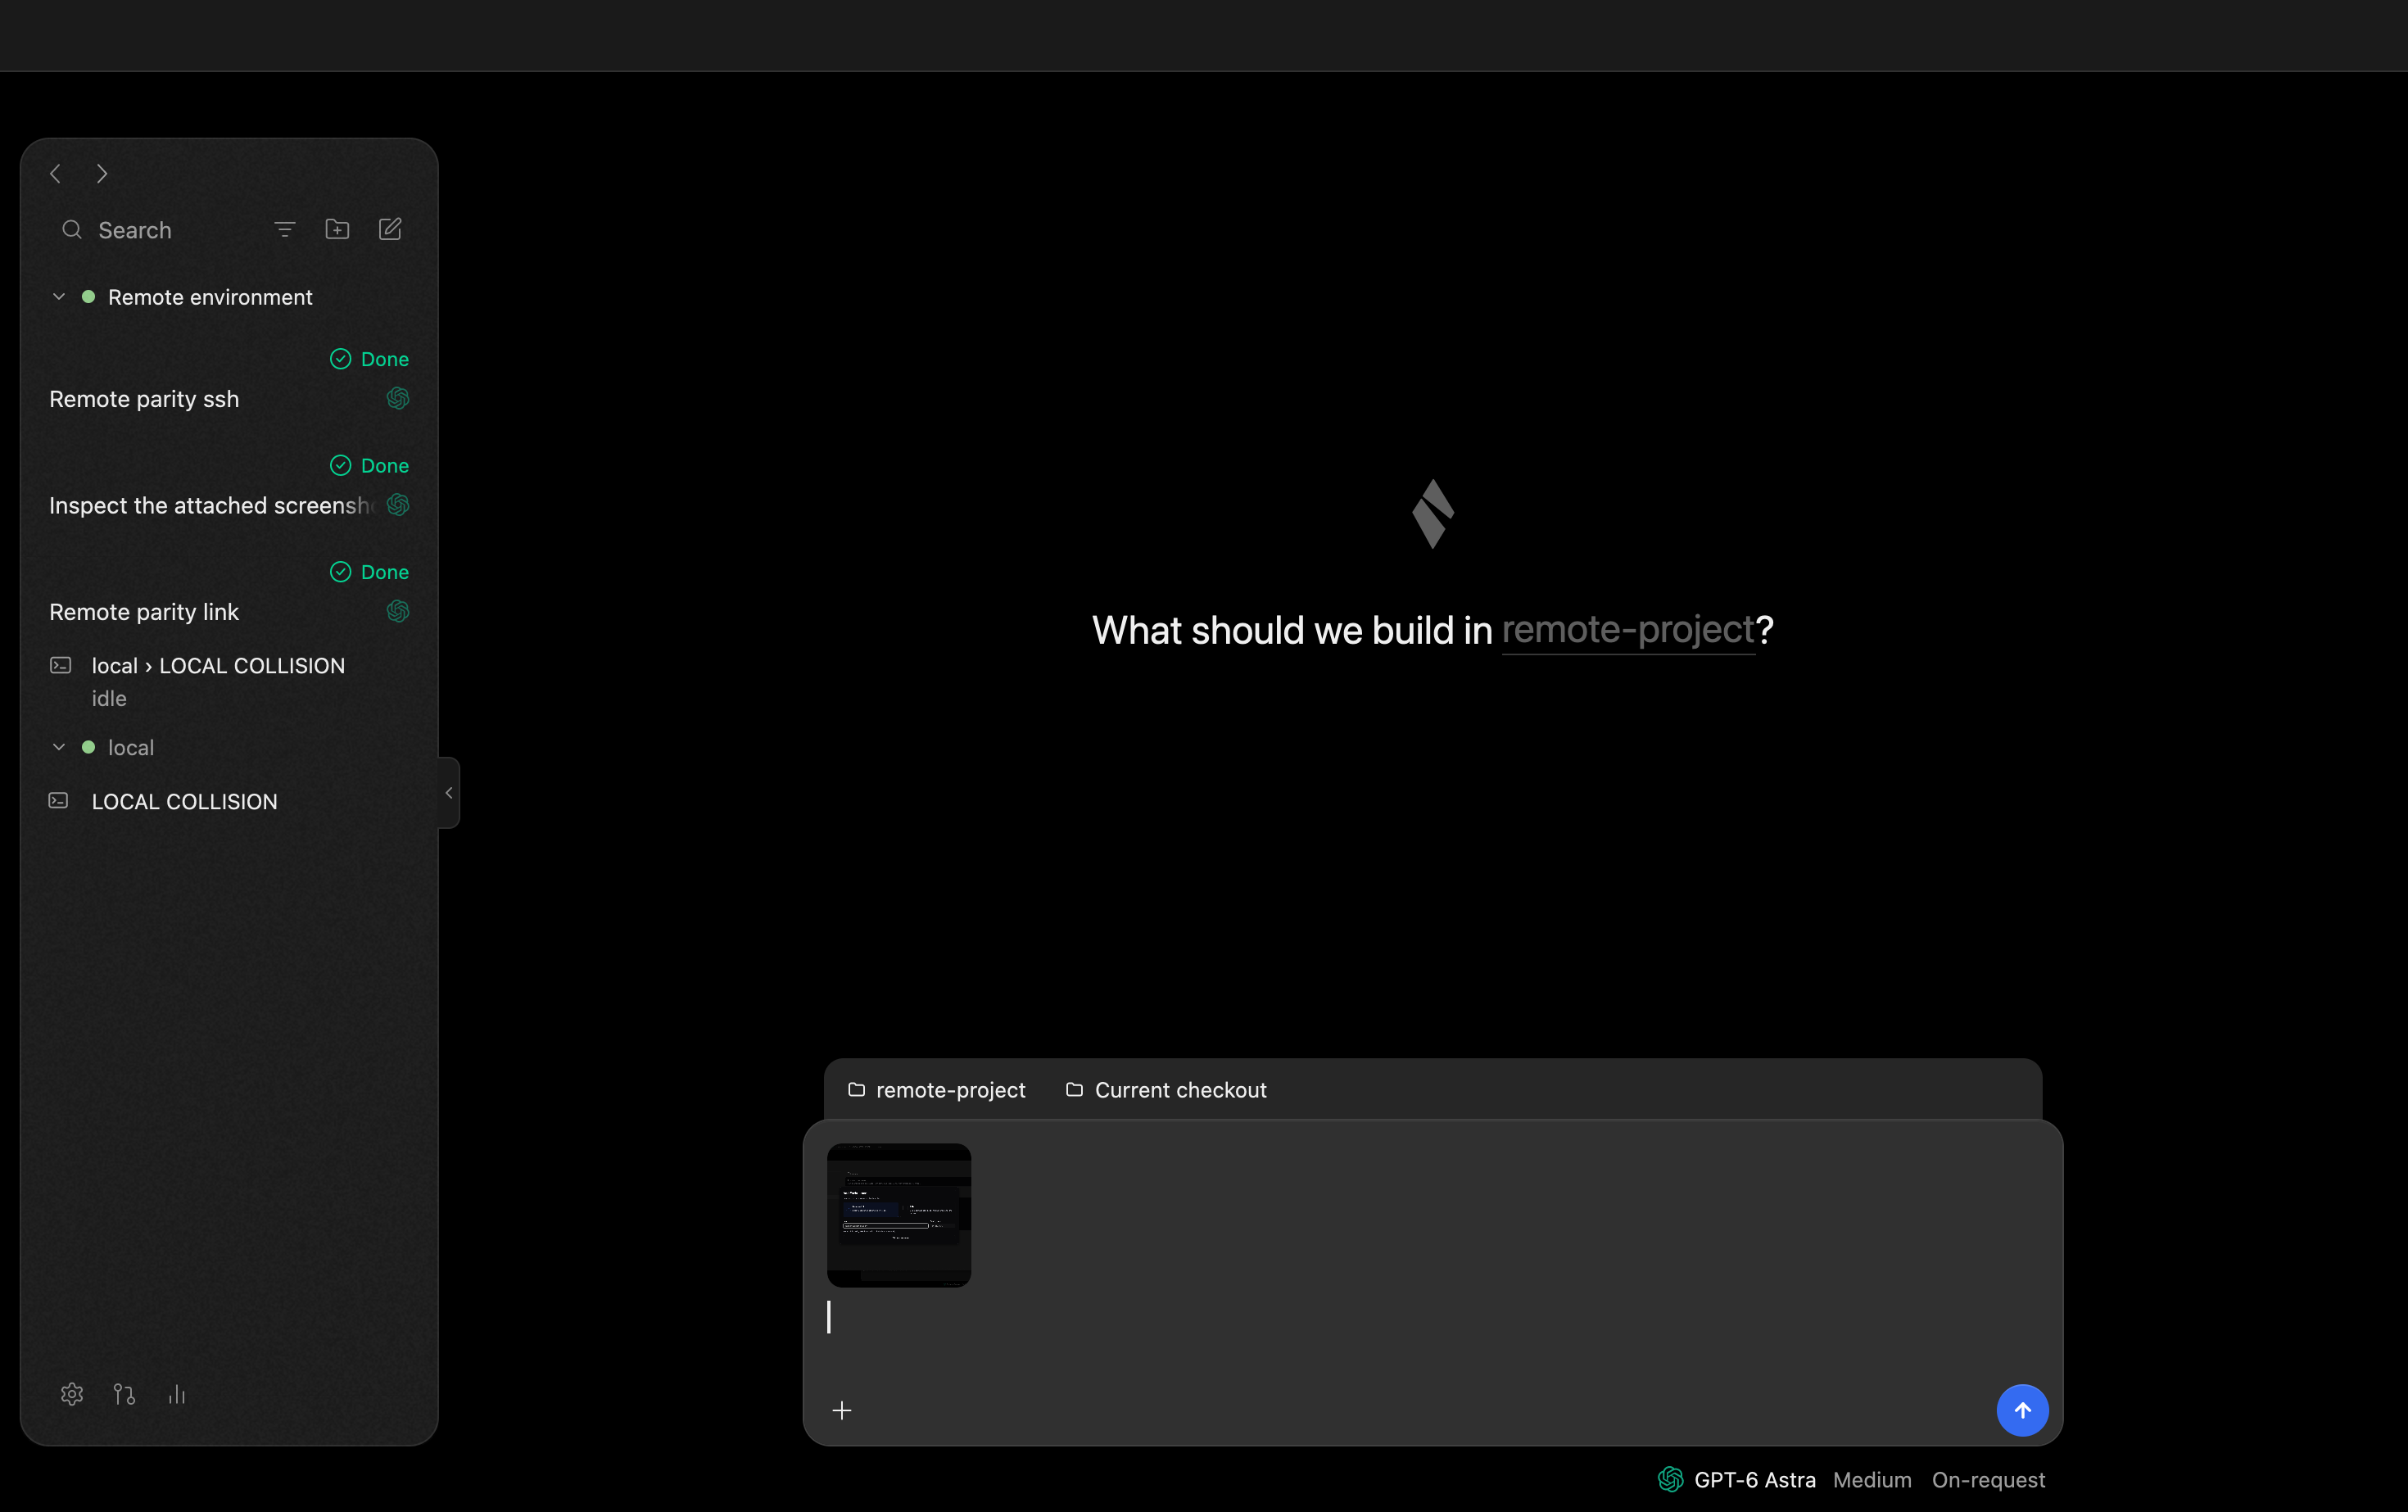 Search
Remote environment
Done
Remote parity ssh
Done
Inspect the attached screensh
Done
Remote parity link
local › LOCAL COLLISION
idle
local
LOCAL COLLISION
What should we build in remote-project?
remote-project Current checkout
GPT-6 Astra Medium On-request